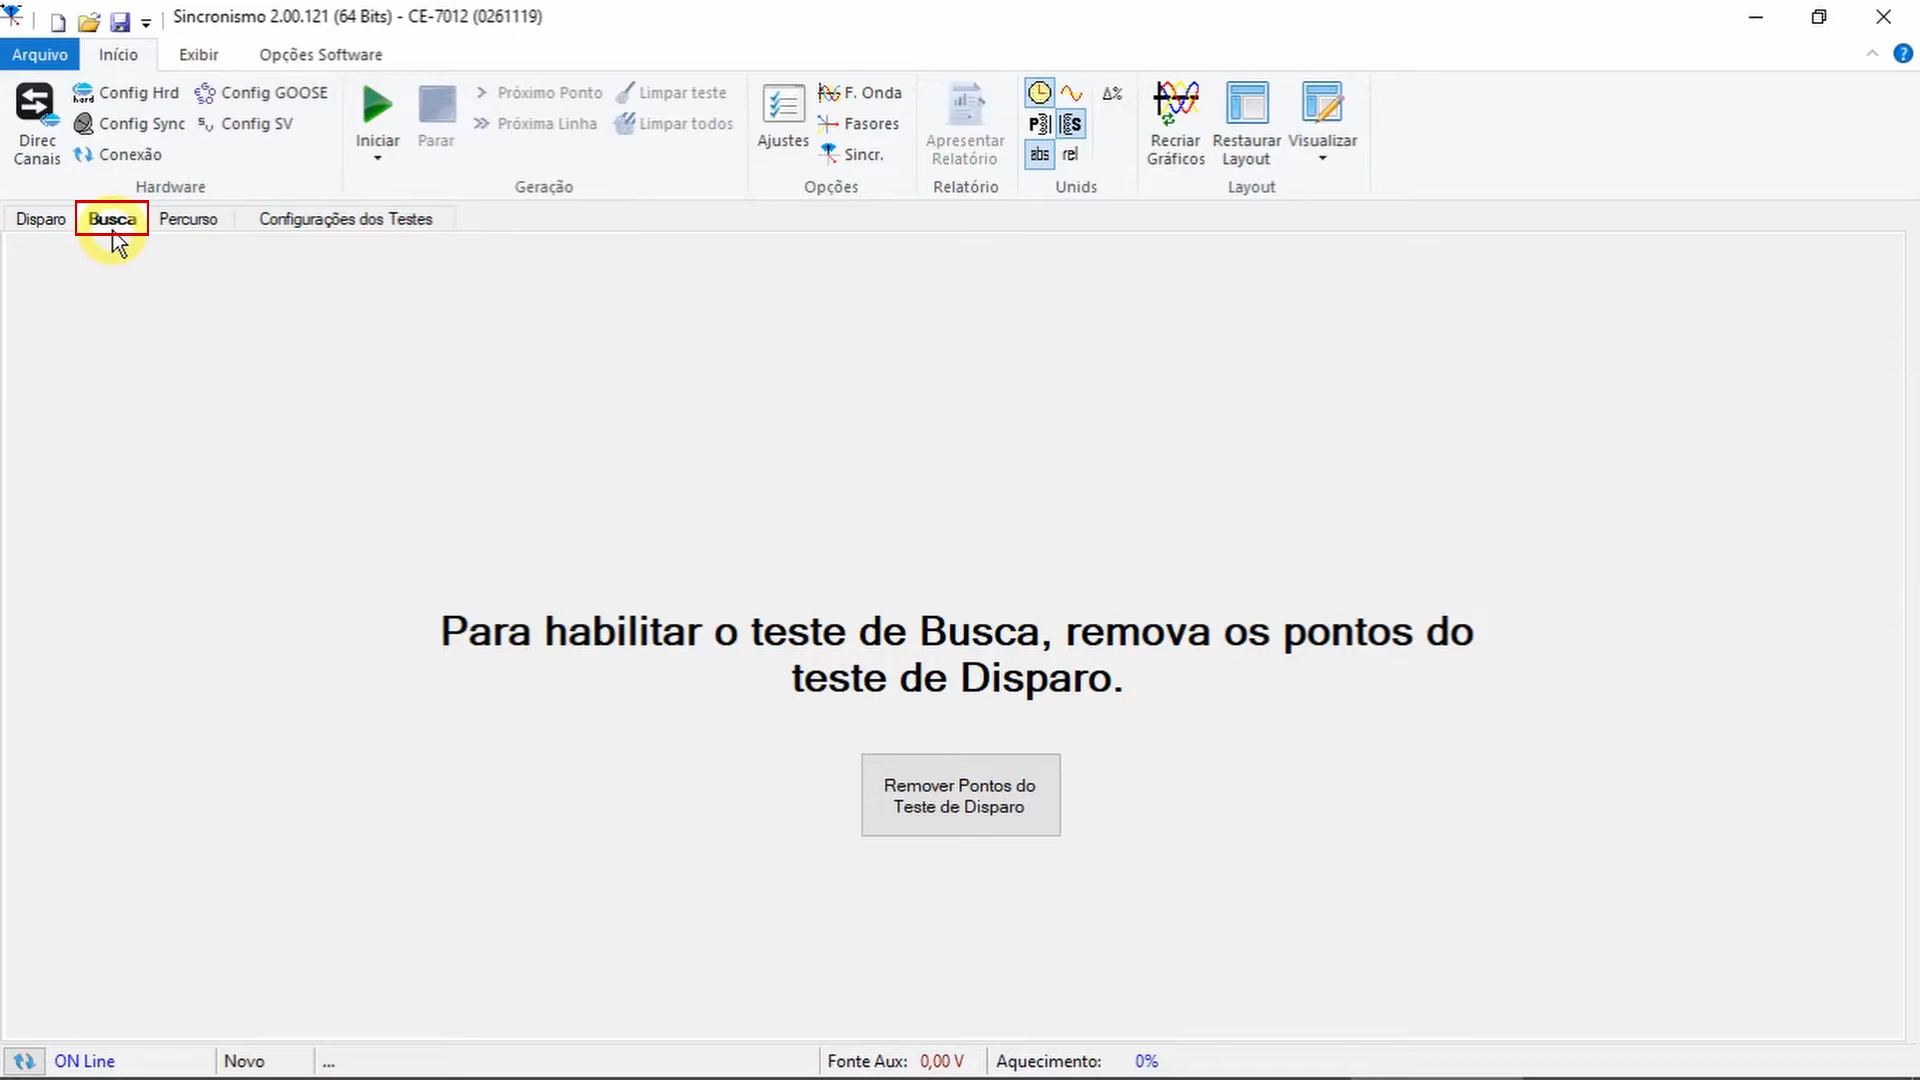 Sincronismo 2.00.121 (64 Bits) - CE-7012 (0261119)
Arquivo Início Exibir Opções Software
Config Hrd Config GOOSE
Config Sync Config SV
Conexão
Direc
Canais
Hardware
Iniciar
Parar
Próximo Ponto Limpar teste
Próxima Linha Limpar todos
Geração
Ajustes
F. Onda
Fasores
Sincr.
Opções
Apresentar
Relatório
Relatório
Δ%
P S
abs rel
Unids
Recriar
Gráficos
Restaurar
Layout
Visualizar
Layout
Disparo Busca Percurso Configurações dos Testes
Para habilitar o teste de Busca, remova os pontos do
teste de Disparo.
Remover Pontos do
Teste de Disparo
ON Line Novo ... Fonte Aux: 0,00 V Aquecimento: 0%